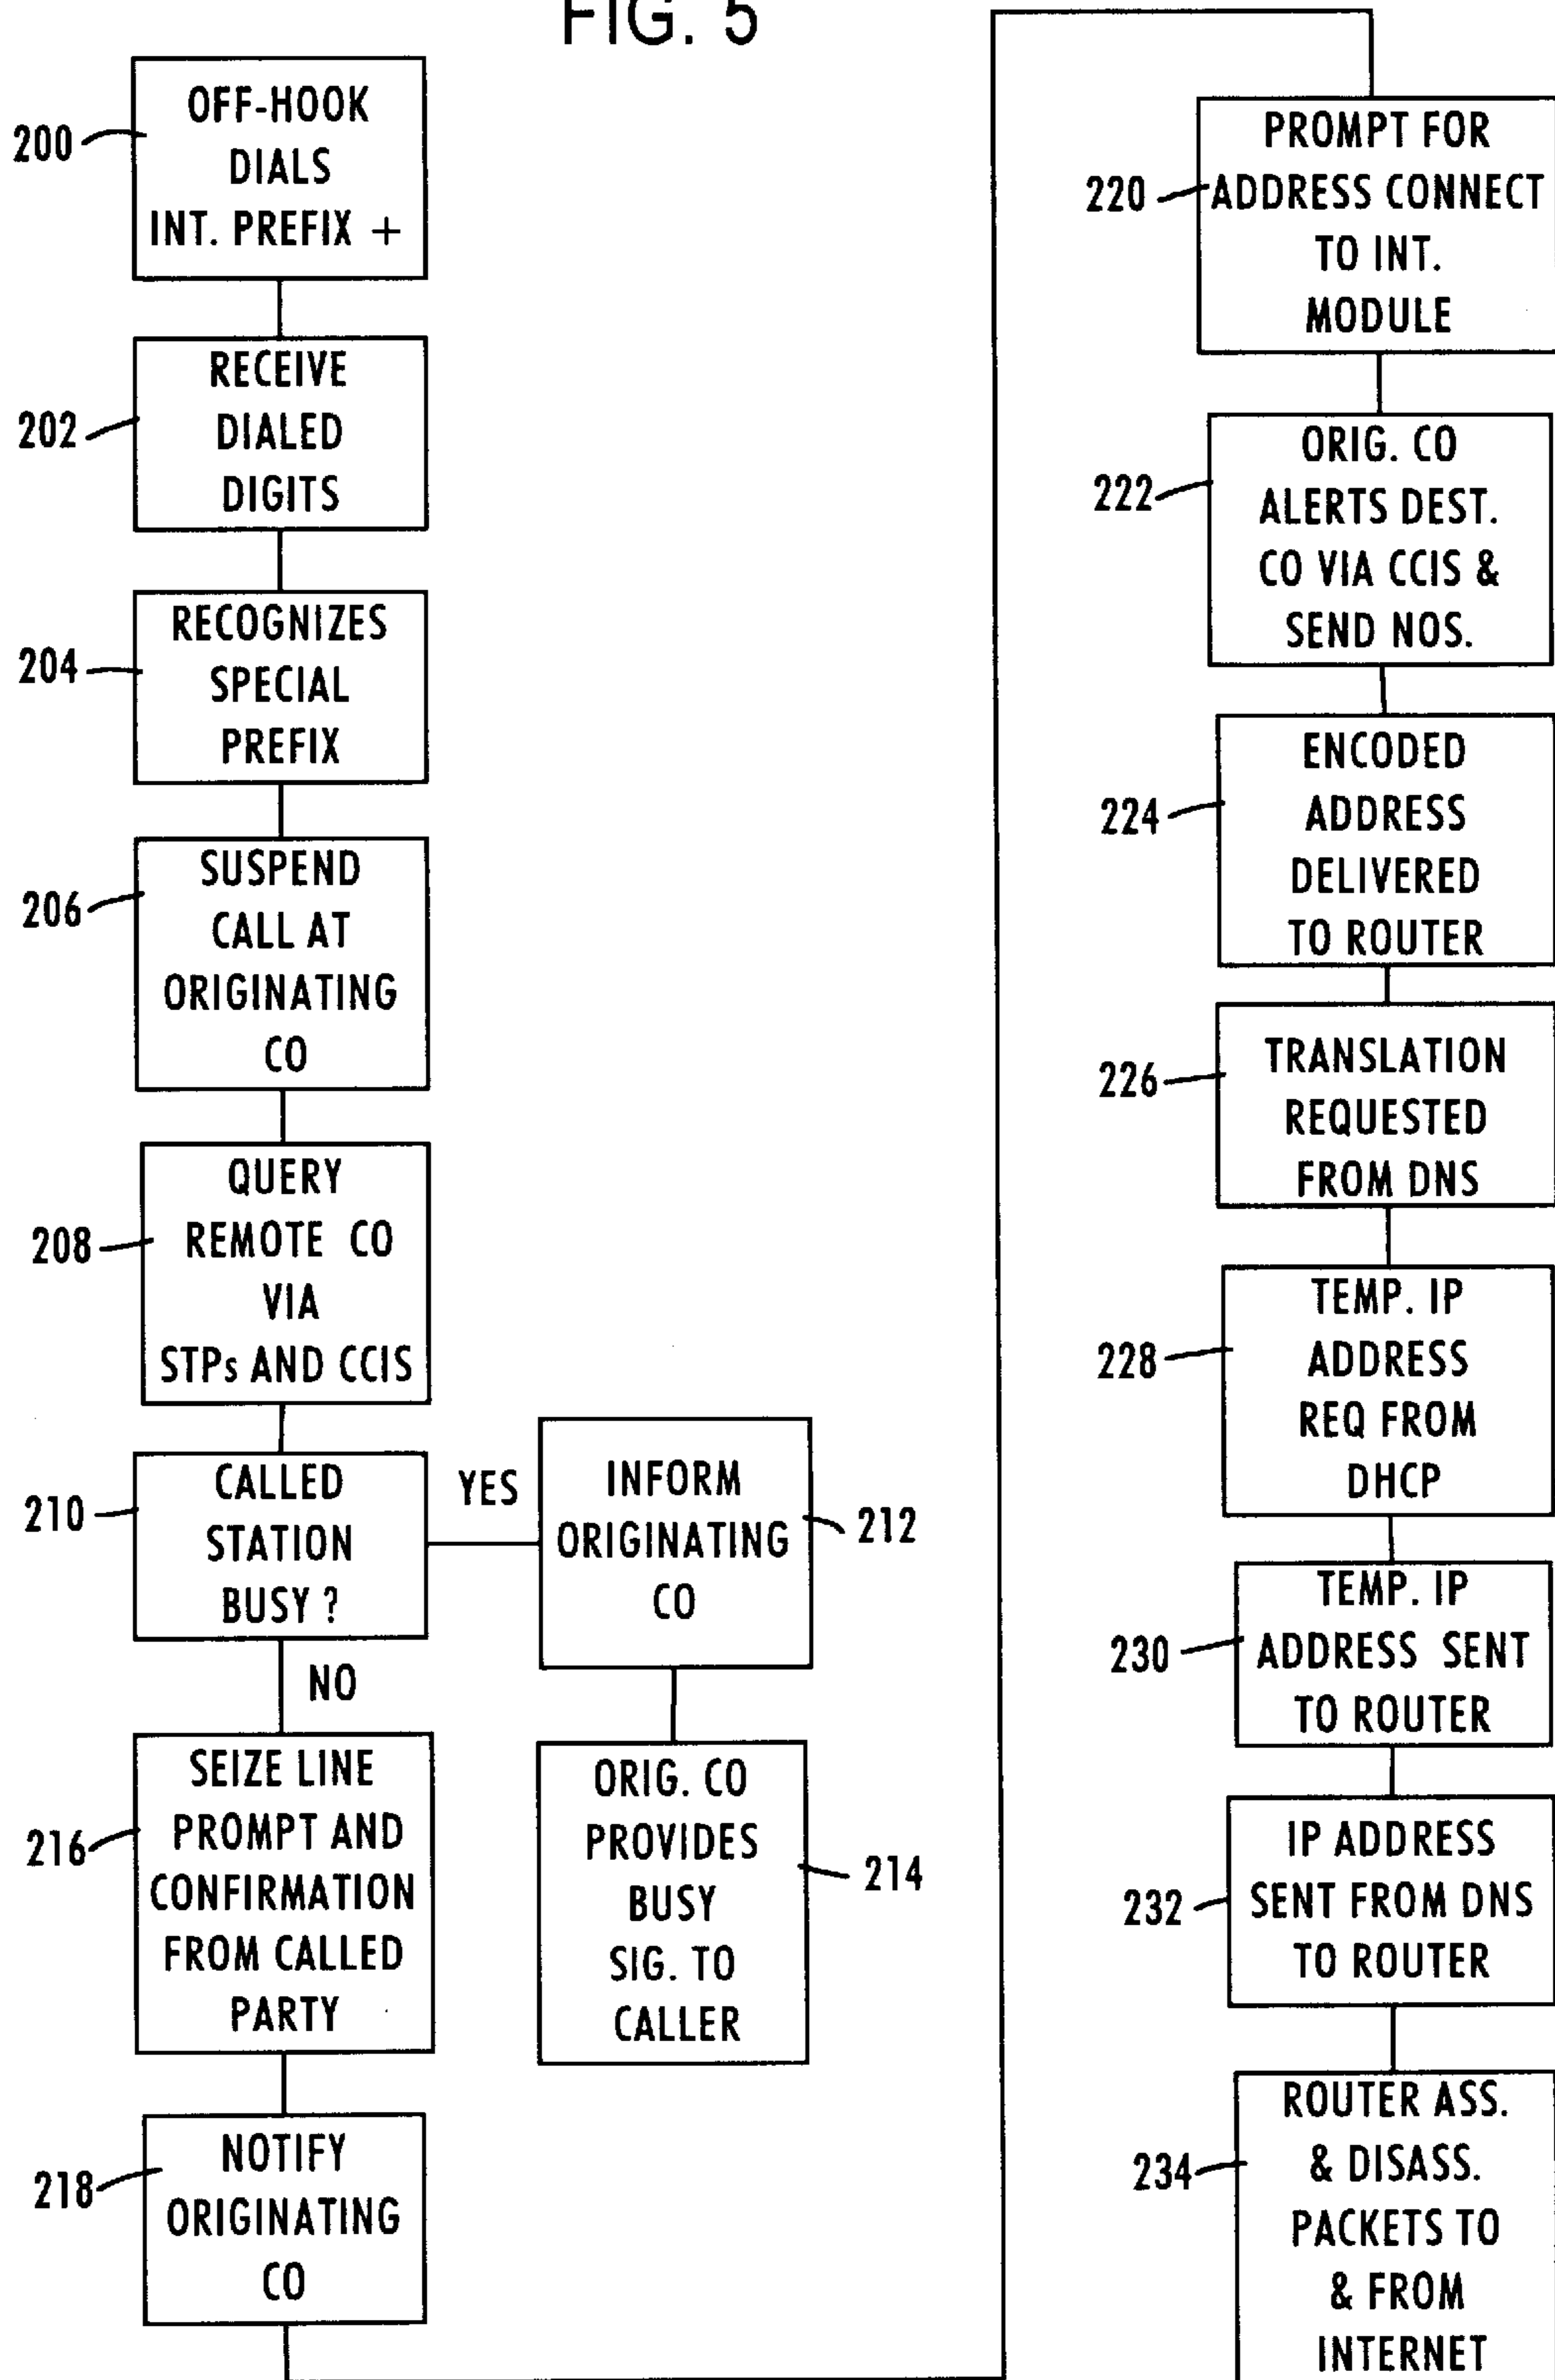 FIG. 5
200
OFF-HOOK
DIALS
INT. PREFIX +
202
RECEIVE
DIALED
DIGITS
204
RECOGNIZES
SPECIAL
PREFIX
206
SUSPEND
CALL AT
ORIGINATING
CO
208
QUERY
REMOTE CO
VIA
STPs AND CCIS
210
CALLED
STATION
BUSY ?
YES
NO
INFORM
ORIGINATING
CO
212
ORIG. CO
PROVIDES
BUSY
SIG. TO
CALLER
214
216
SEIZE LINE
PROMPT AND
CONFIRMATION
FROM CALLED
PARTY
218
NOTIFY
ORIGINATING
CO
220
PROMPT FOR
ADDRESS CONNECT
TO INT.
MODULE
222
ORIG. CO
ALERTS DEST.
CO VIA CCIS &
SEND NOS.
224
ENCODED
ADDRESS
DELIVERED
TO ROUTER
226
TRANSLATION
REQUESTED
FROM DNS
228
TEMP. IP
ADDRESS
REQ FROM
DHCP
230
TEMP. IP
ADDRESS SENT
TO ROUTER
232
IP ADDRESS
SENT FROM DNS
TO ROUTER
234
ROUTER ASS.
& DISASS.
PACKETS TO
& FROM
INTERNET